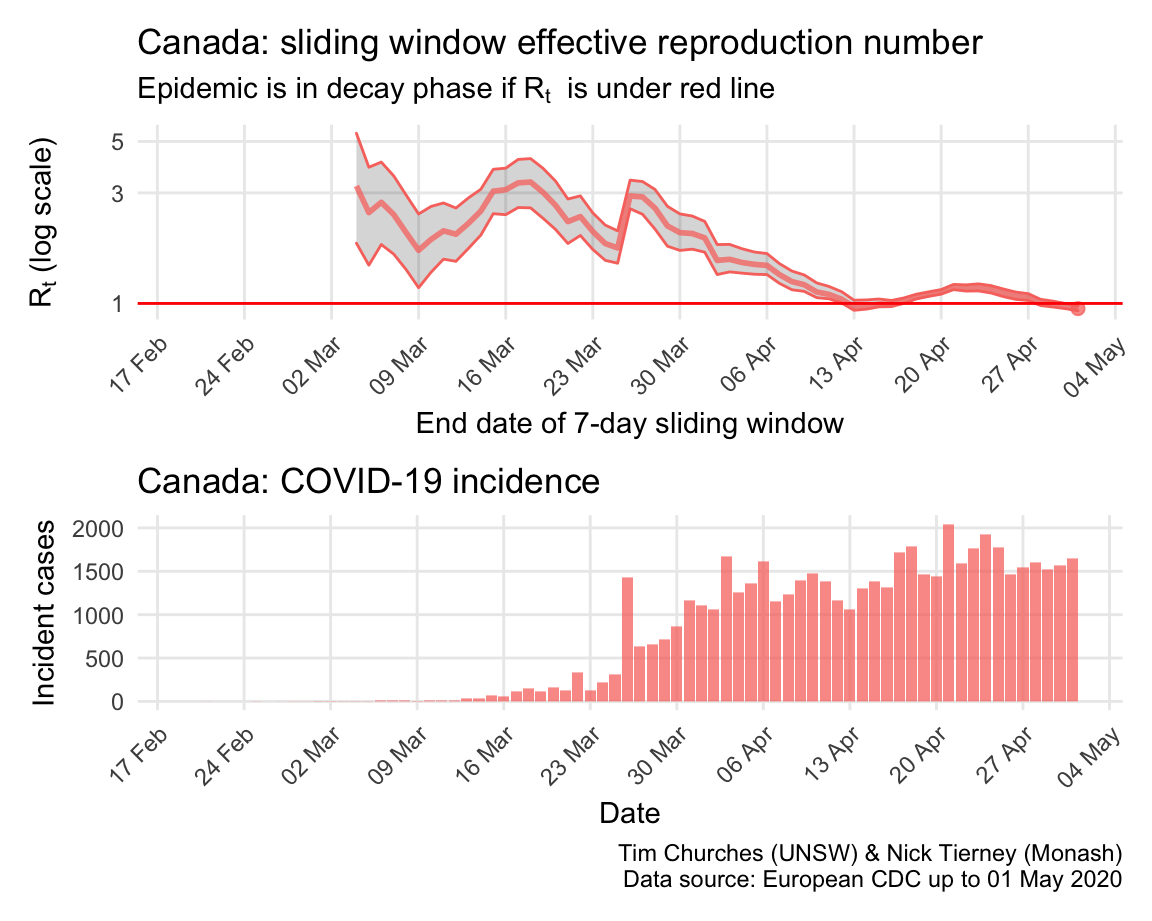 Canada: sliding window effective reproduction number
Epidemic is in decay phase if Rt is under red line
Rt (log scale)
5
3
1
17 Feb
24 Feb
02 Mar
09 Mar
16 Mar
23 Mar
30 Mar
06 Apr
13 Apr
20 Apr
27 Apr
04 May
End date of 7-day sliding window
Canada: COVID-19 incidence
Incident cases
2000
1500
1000
500
0
17 Feb
24 Feb
02 Mar
09 Mar
16 Mar
23 Mar
30 Mar
06 Apr
13 Apr
20 Apr
27 Apr
04 May
Date
Tim Churches (UNSW) & Nick Tierney (Monash)
Data source: European CDC up to 01 May 2020